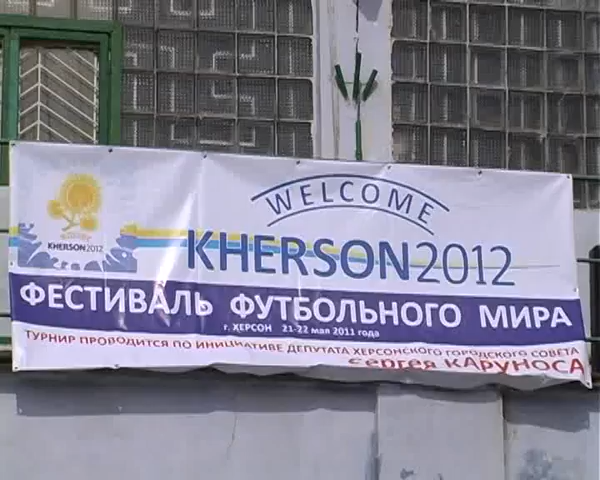 WELCOME
KHERSON2012
KHERSON2012
ФЕСТИВАЛЬ ФУТБОЛЬНОГО МИРА
г. ХЕРСОН 21-22 мая 2011 года
ТУРНИР ПРОВОДИТСЯ ПО ИНИЦИАТИВЕ ДЕПУТАТА ХЕРСОНСКОГО ГОРОДСКОГО СОВЕТА
Сергея КАРУНОСА